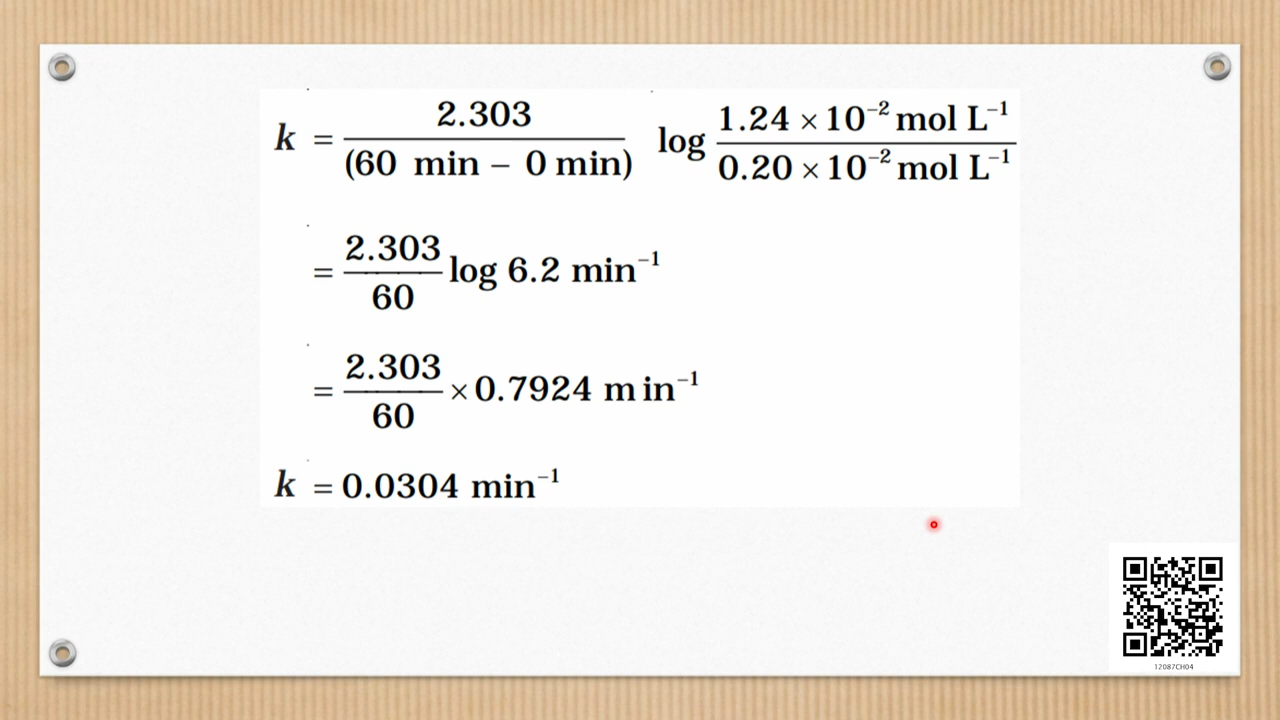 k = 2.303 / (60 min − 0 min) log 1.24 × 10⁻² mol L⁻¹ / 0.20 × 10⁻² mol L⁻¹
= 2.303 / 60 log 6.2 min⁻¹
= 2.303 / 60 × 0.7924 min⁻¹
k = 0.0304 min⁻¹
12087CH04